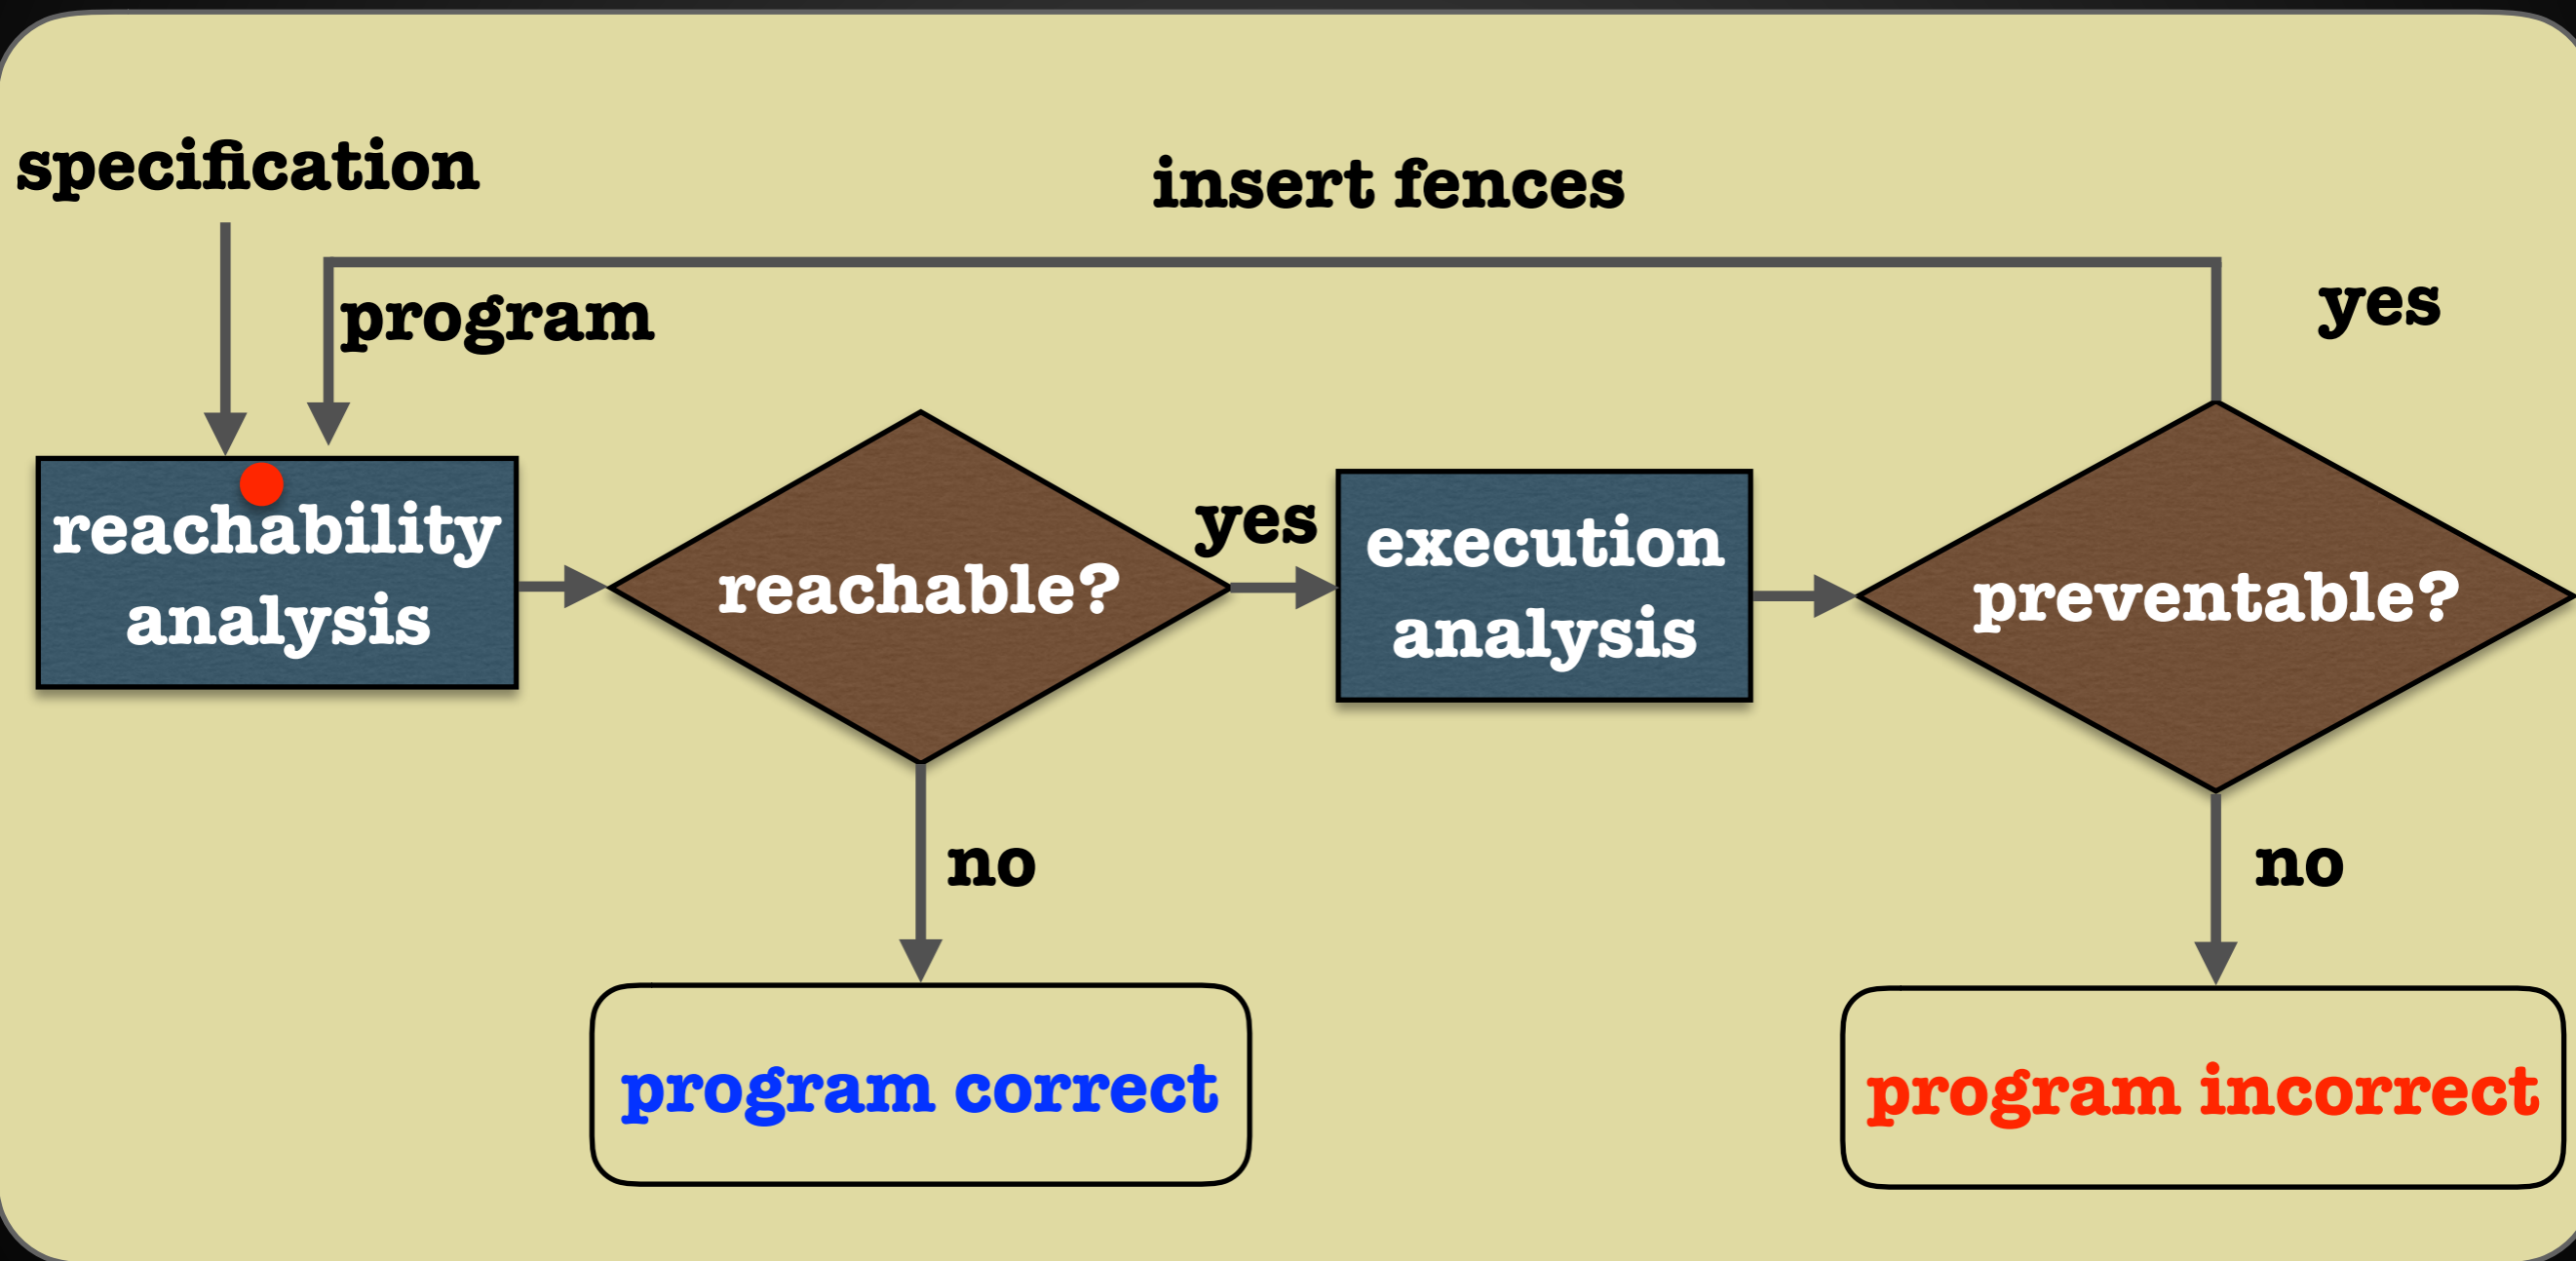 specification
insert fences
program
yes
reachability
analysis
reachable?
yes
execution
analysis
preventable?
no
no
program correct
program incorrect